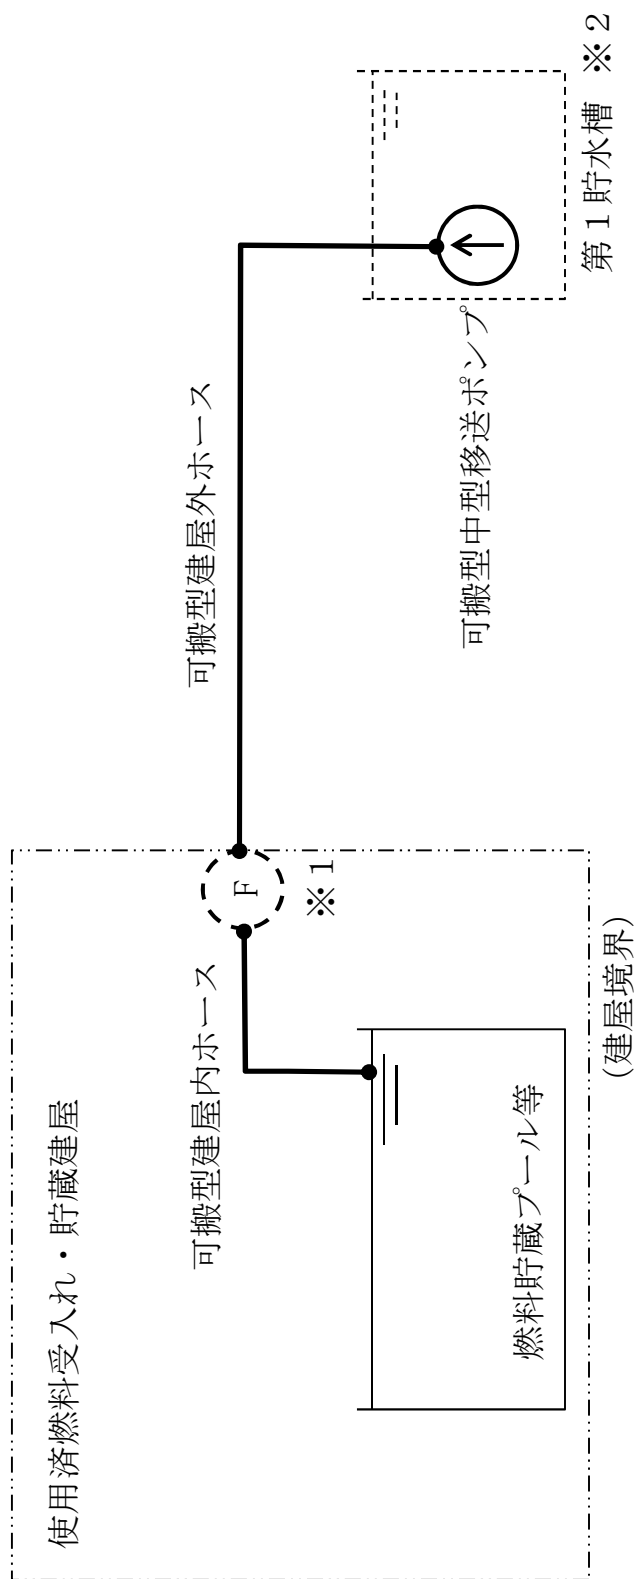 使用済燃料受入れ・貯蔵建屋
可搬型建屋内ホース
F
※１
可搬型建屋外ホース
燃料貯蔵プール等
可搬型中型移送ポンプ
第１貯水槽　※２
(建屋境界)